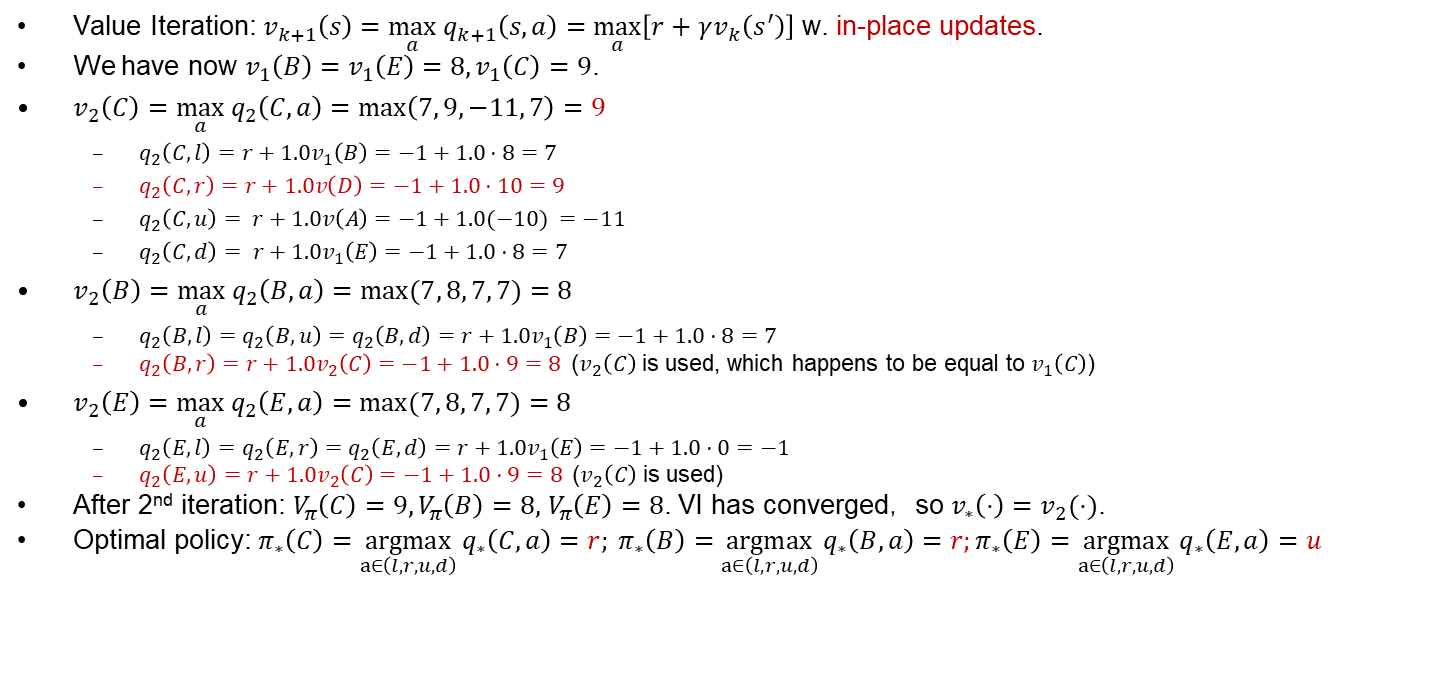 • Value Iteration: v_{k+1}(s) = max_a q_{k+1}(s, a) = max_a[r + γv_k(s′)] w. in-place updates.
• We have now v_1(B) = v_1(E) = 8, v_1(C) = 9.
• v_2(C) = max_a q_2(C, a) = max(7, 9, −11, 7) = 9
– q_2(C, l) = r + 1.0v_1(B) = −1 + 1.0 · 8 = 7
– q_2(C, r) = r + 1.0v(D) = −1 + 1.0 · 10 = 9
– q_2(C, u) = r + 1.0v(A) = −1 + 1.0(−10) = −11
– q_2(C, d) = r + 1.0v_1(E) = −1 + 1.0 · 8 = 7
• v_2(B) = max_a q_2(B, a) = max(7, 8, 7, 7) = 8
– q_2(B, l) = q_2(B, u) = q_2(B, d) = r + 1.0v_1(B) = −1 + 1.0 · 8 = 7
– q_2(B, r) = r + 1.0v_2(C) = −1 + 1.0 · 9 = 8 (v_2(C) is used, which happens to be equal to v_1(C))
• v_2(E) = max_a q_2(E, a) = max(7, 8, 7, 7) = 8
– q_2(E, l) = q_2(E, r) = q_2(E, d) = r + 1.0v_1(E) = −1 + 1.0 · 0 = −1
– q_2(E, u) = r + 1.0v_2(C) = −1 + 1.0 · 9 = 8 (v_2(C) is used)
• After 2nd iteration: V_π(C) = 9, V_π(B) = 8, V_π(E) = 8. VI has converged, so v_*(·) = v_2(·).
• Optimal policy: π_*(C) = argmax_{a∈(l,r,u,d)} q_*(C, a) = r; π_*(B) = argmax_{a∈(l,r,u,d)} q_*(B, a) = r; π_*(E) = argmax_{a∈(l,r,u,d)} q_*(E, a) = u